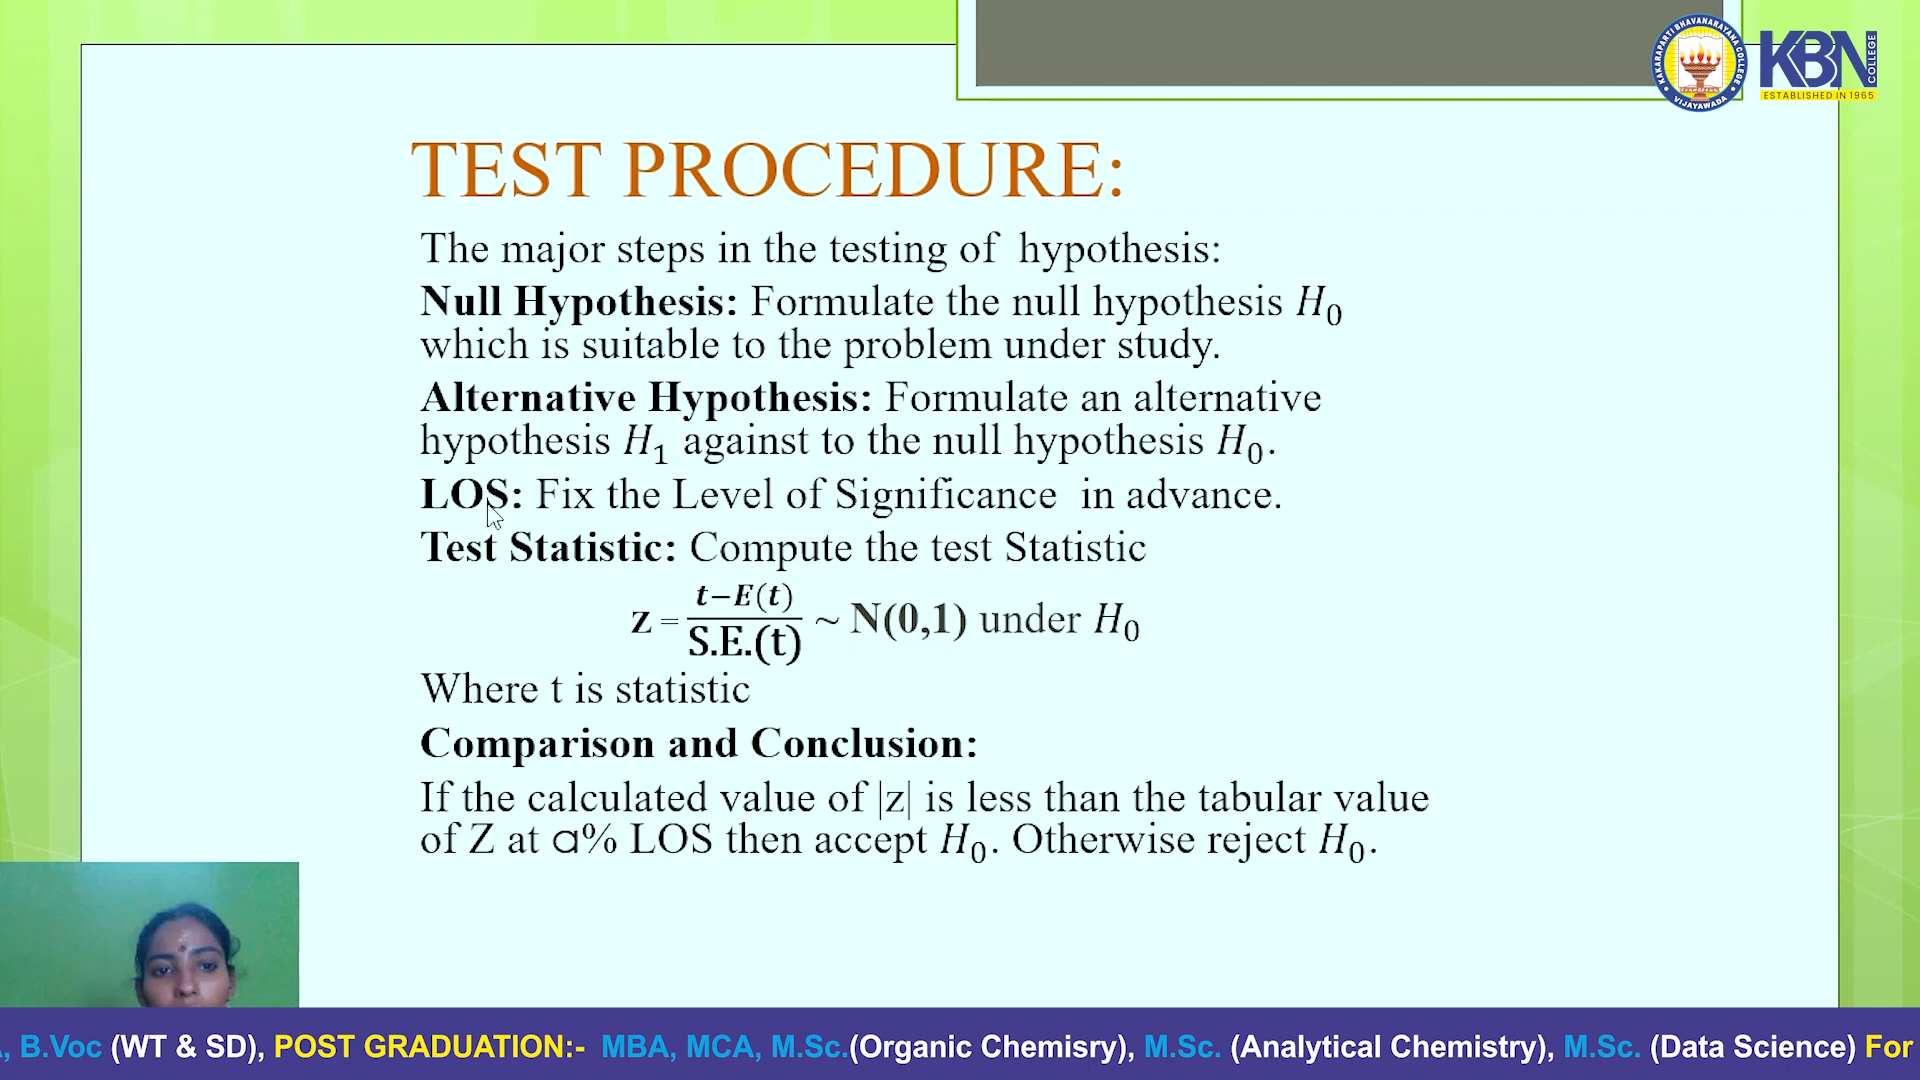 KAKARAPARTI BHAVANARAYANA COLLEGE
VIJAYAWADA
KBN
COLLEGE
ESTABLISHED IN 1965
TEST PROCEDURE:
The major steps in the testing of hypothesis:
Null Hypothesis: Formulate the null hypothesis H₀
which is suitable to the problem under study.
Alternative Hypothesis: Formulate an alternative
hypothesis H₁ against to the null hypothesis H₀.
LOS: Fix the Level of Significance in advance.
Test Statistic: Compute the test Statistic
z = t−E(t) / S.E.(t) ~ N(0,1) under H₀
Where t is statistic
Comparison and Conclusion:
If the calculated value of |z| is less than the tabular value
of Z at ɑ% LOS then accept H₀. Otherwise reject H₀.
, B.Voc (WT & SD), POST GRADUATION:- MBA, MCA, M.Sc.(Organic Chemisry), M.Sc. (Analytical Chemistry), M.Sc. (Data Science) For